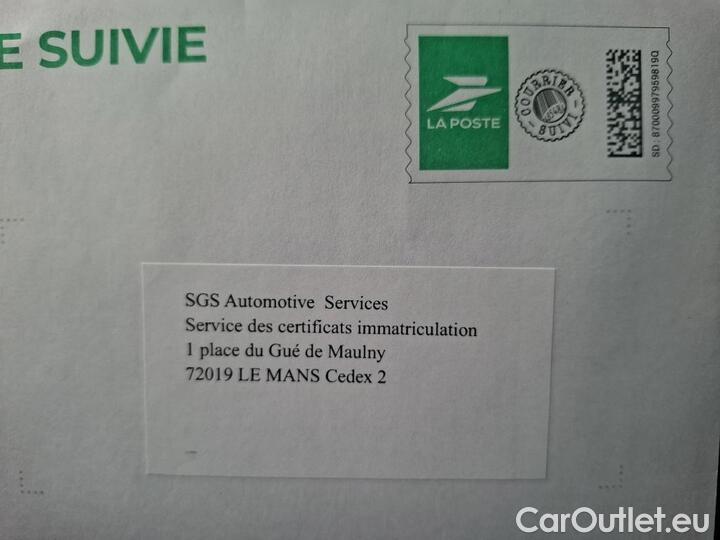 E SUIVIE
LA POSTE
COURRIER SUIVI
SD : 87000979598819Q
SGS Automotive Services
Service des certificats immatriculation
1 place du Gué de Maulny
72019 LE MANS Cedex 2
CarOutlet.eu